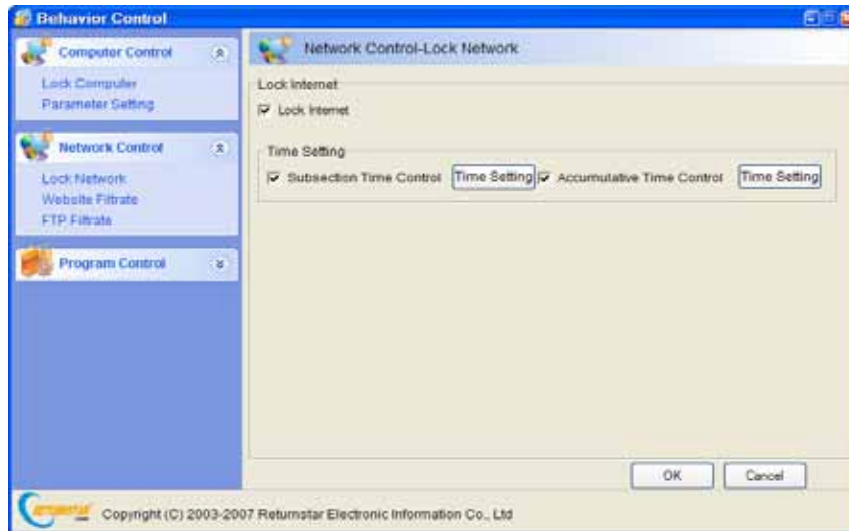 Behavior Control
Computer Control
Lock Computer
Parameter Setting
Network Control
Lock Network
Website Filtrate
FTP Filtrate
Program Control
Network Control-Lock Network
Lock Internet
Lock Internet
Time Setting
Subsection Time Control Time Setting Accumulative Time Control Time Setting
OK Cancel
Returnstar Copyright (C) 2003-2007 Returnstar Electronic Information Co., Ltd